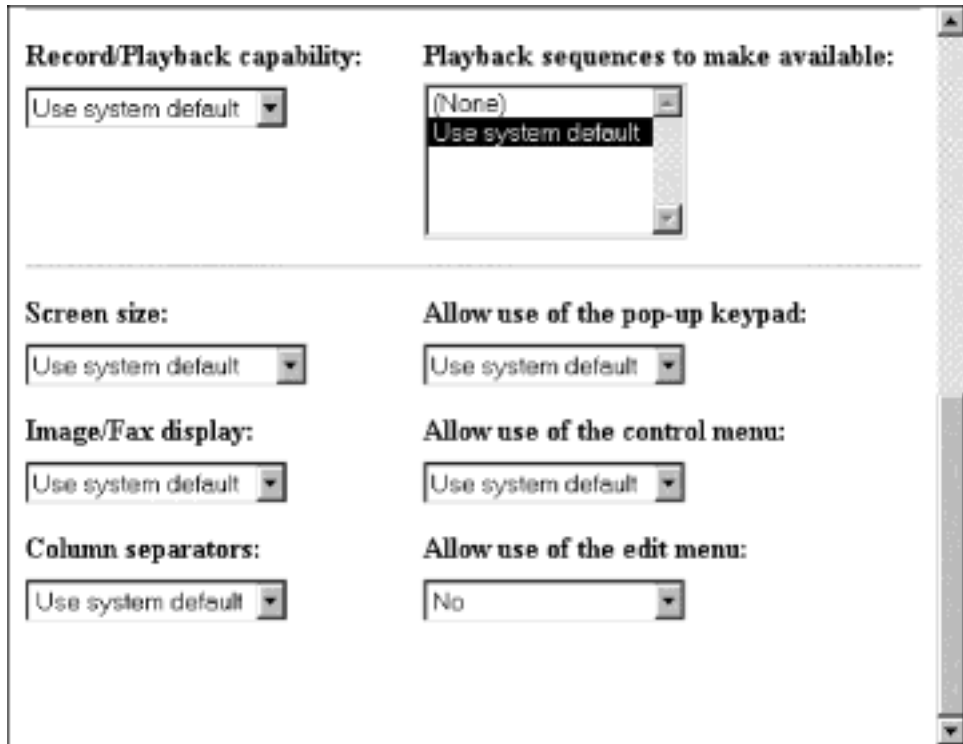 Record/Playback capability:
Playback sequences to make available:
Use system default
(None)
Use system default
Screen size:
Allow use of the pop-up keypad:
Use system default
Use system default
Image/Fax display:
Allow use of the control menu:
Use system default
Use system default
Column separators:
Allow use of the edit menu:
Use system default
No